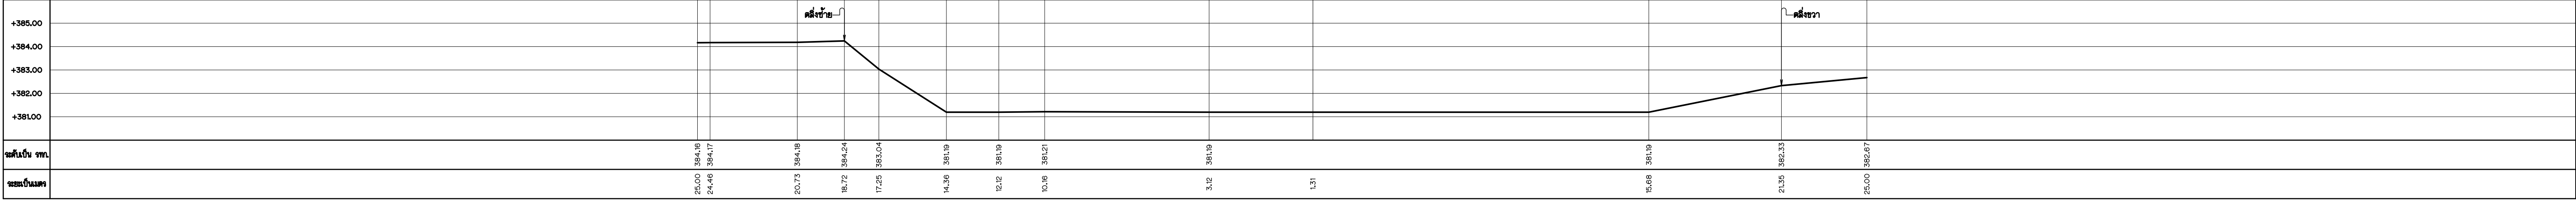 ตลิ่งซ้าย ตลิ่งขวา
+385.00
+384.00
+383.00
+382.00
+381.00
ระดับเป็น รทก. 384.16 384.17 384.18 384.24 383.04 381.19 381.19 381.21 381.19 381.19 382.33 382.67
ระยะเป็นเมตร 25.00 24.46 20.73 18.72 17.25 14.36 12.12 10.16 3.12 1.31 15.68 21.35 25.00